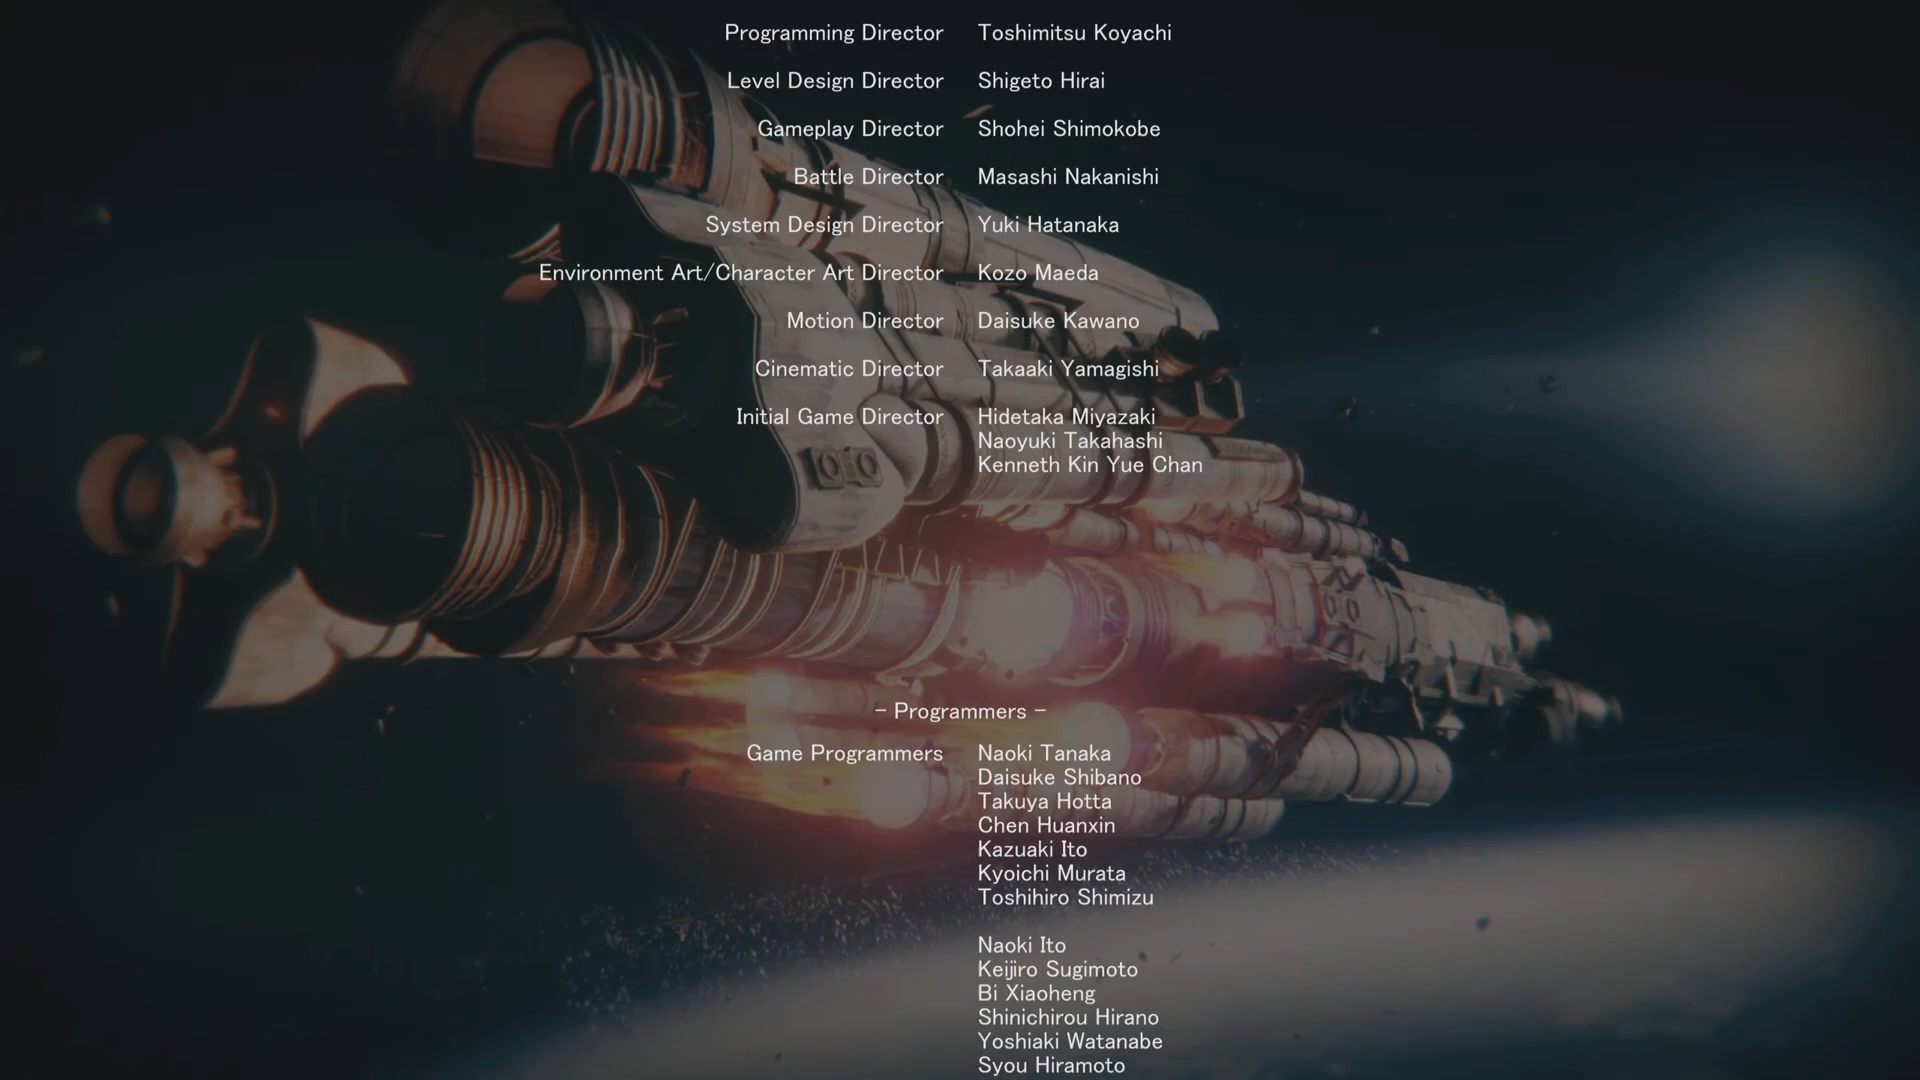 Programming Director Toshimitsu Koyachi
Level Design Director Shigeto Hirai
Gameplay Director Shohei Shimokobe
Battle Director Masashi Nakanishi
System Design Director Yuki Hatanaka
Environment Art/Character Art Director Kozo Maeda
Motion Director Daisuke Kawano
Cinematic Director Takaaki Yamagishi
Initial Game Director Hidetaka Miyazaki
Naoyuki Takahashi
Kenneth Kin Yue Chan
- Programmers -
Game Programmers Naoki Tanaka
Daisuke Shibano
Takuya Hotta
Chen Huanxin
Kazuaki Ito
Kyoichi Murata
Toshihiro Shimizu
Naoki Ito
Keijiro Sugimoto
Bi Xiaoheng
Shinichirou Hirano
Yoshiaki Watanabe
Syou Hiramoto